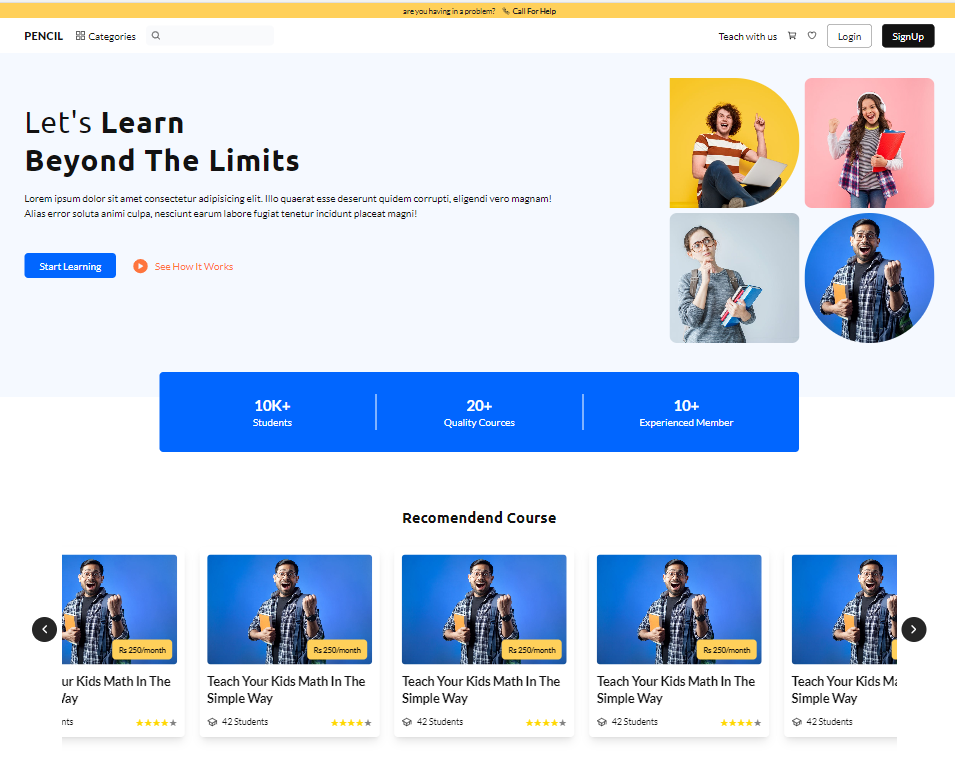 are you having in a problem? Call For Help
PENCIL Categories Teach with us Login SignUp
Let's Learn
Beyond The Limits
Lorem ipsum dolor sit amet consectetur adipisicing elit. Illo quaerat esse deserunt quidem corrupti, eligendi vero magnam!
Alias error soluta animi culpa, nesciunt earum labore fugiat tenetur incidunt placeat magni!
Start Learning See How It Works
10K+ 20+ 10+
Students Quality Cources Experienced Member
Recomendend Course
Rs 250/month Rs 250/month Rs 250/month Rs 250/month
ur Kids Math In The Teach Your Kids Math In The Teach Your Kids Math In The Teach Your Kids Math In The Teach Your Kids Ma
Way Simple Way Simple Way Simple Way Simple Way
nts 42 Students 42 Students 42 Students 42 Students